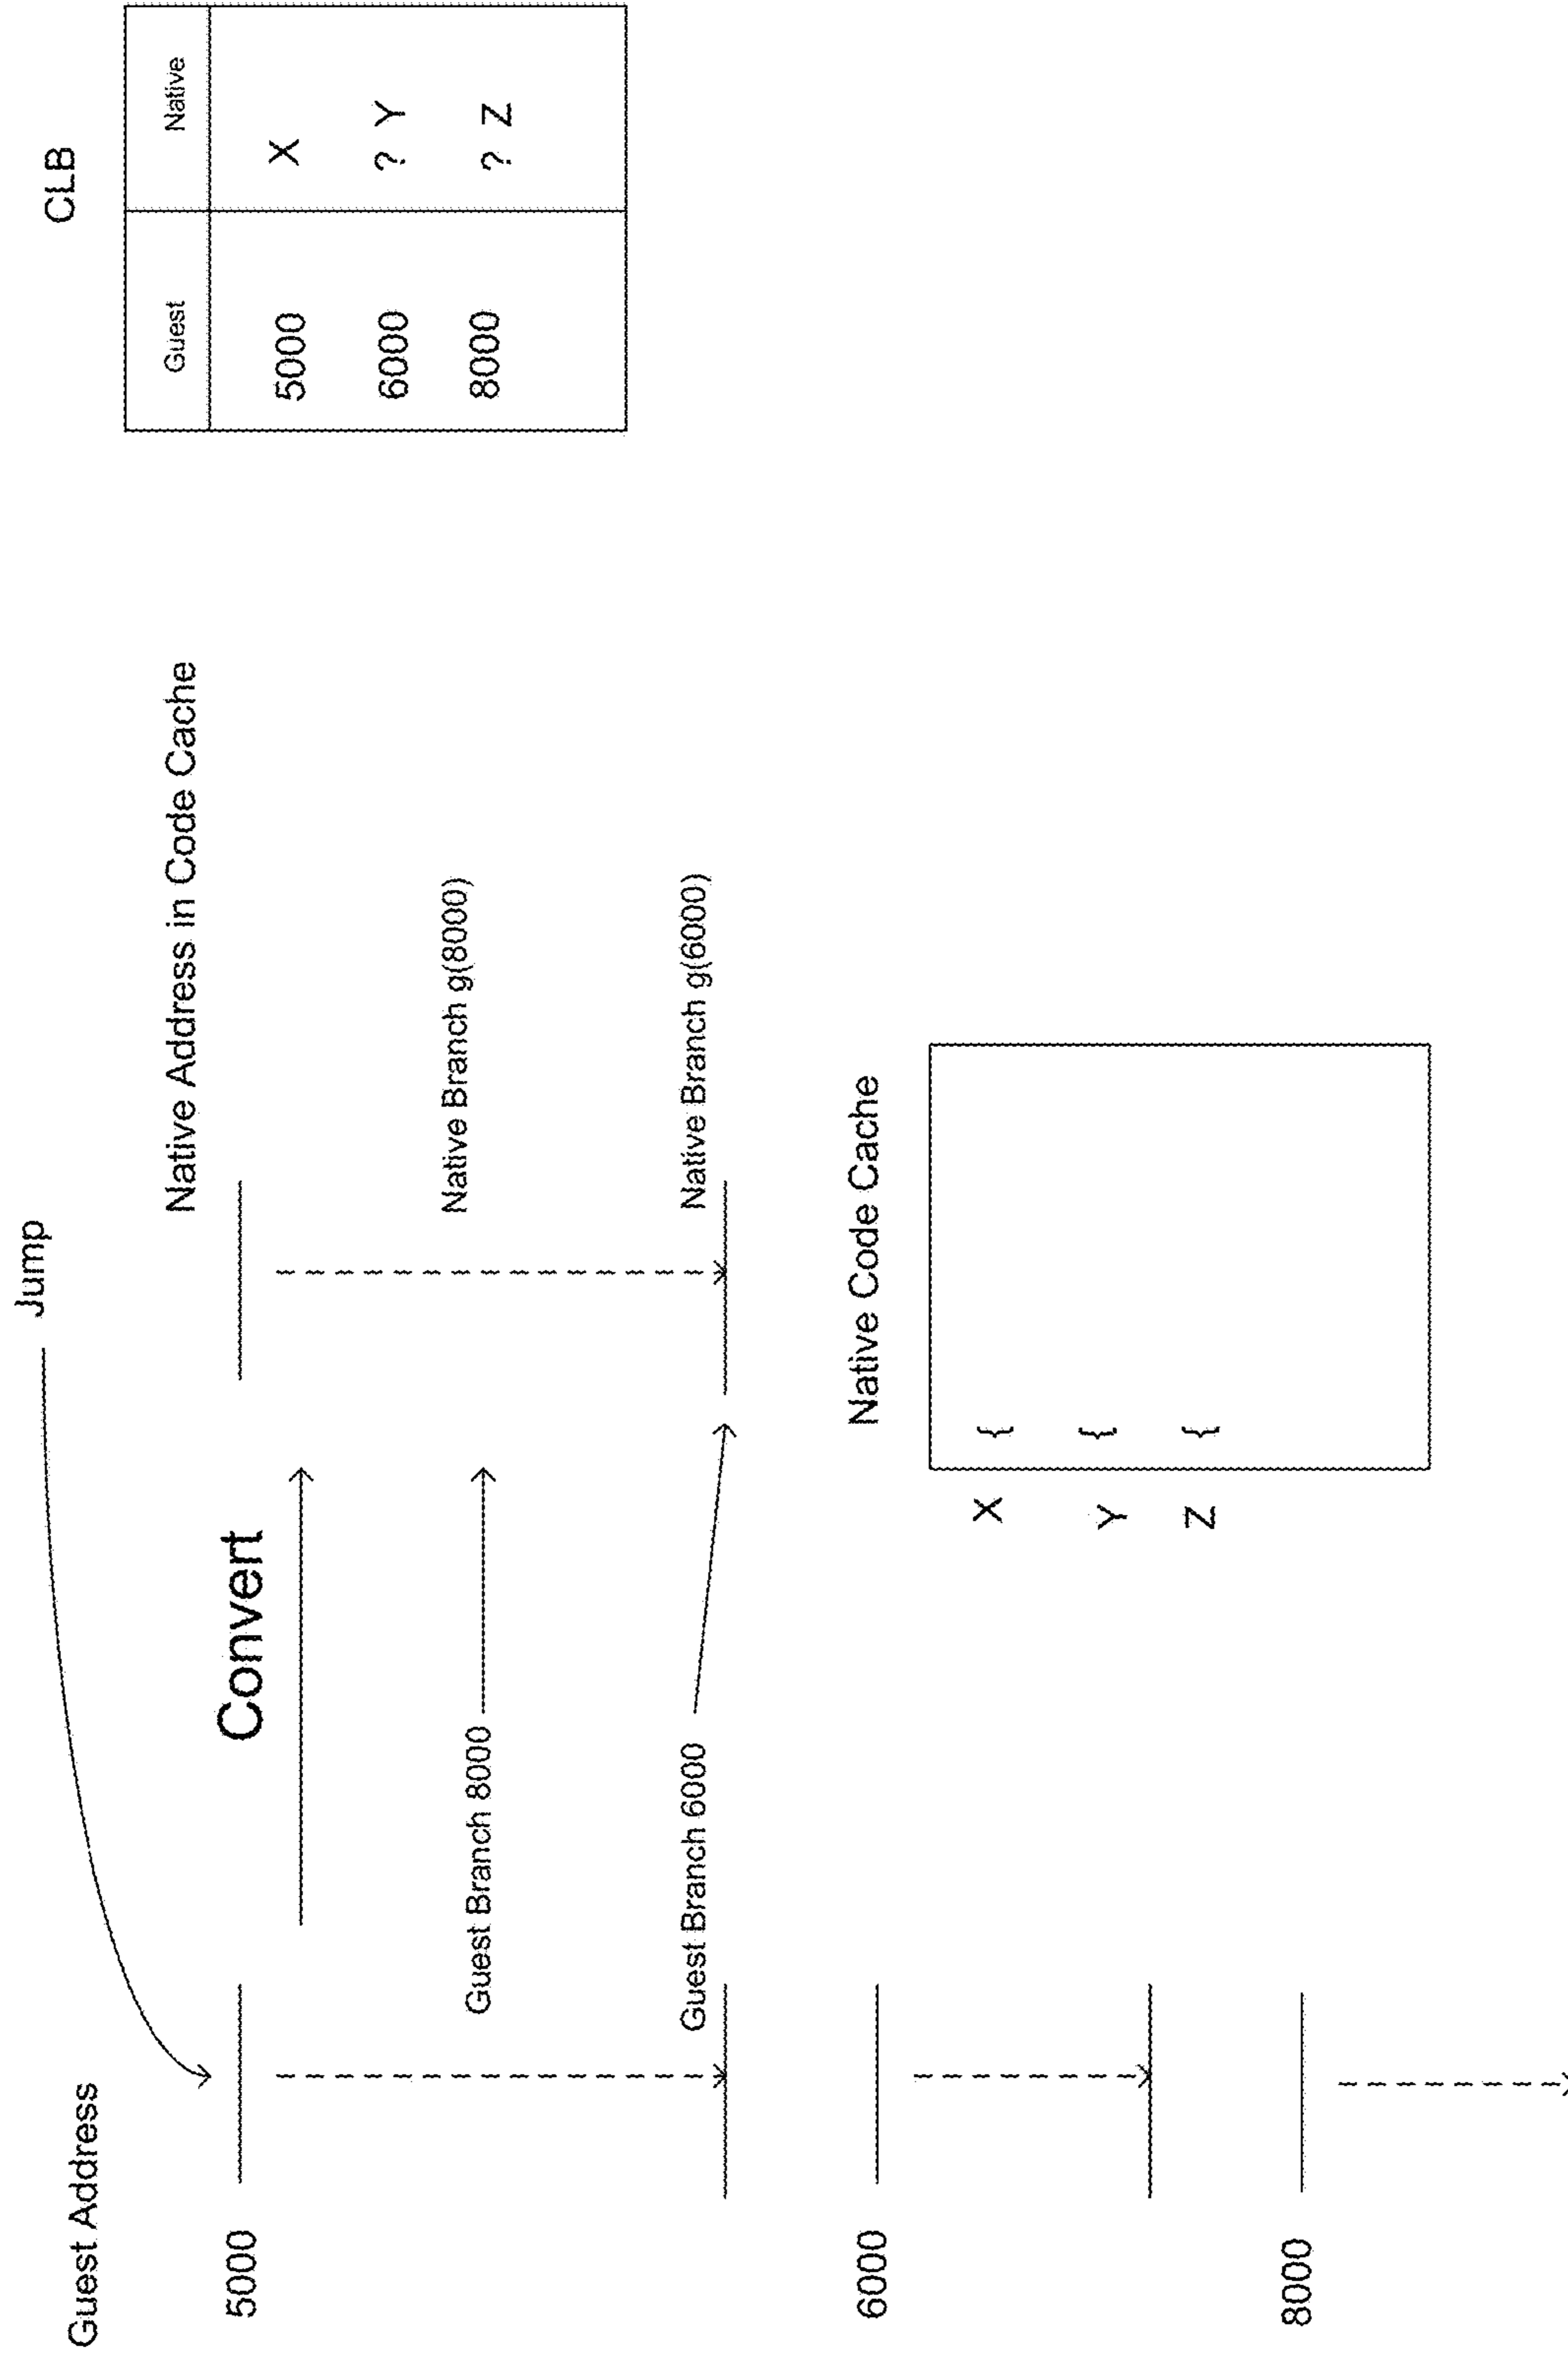 Jump
Guest Address
Native Address in Code Cache
CLB
Guest Native
5000 X
6000 ? Y
8000 ? Z
5000
Convert
Guest Branch 8000
Native Branch g(8000)
Guest Branch 6000
Native Branch g(6000)
6000
8000
Native Code Cache
X {
Y {
Z {